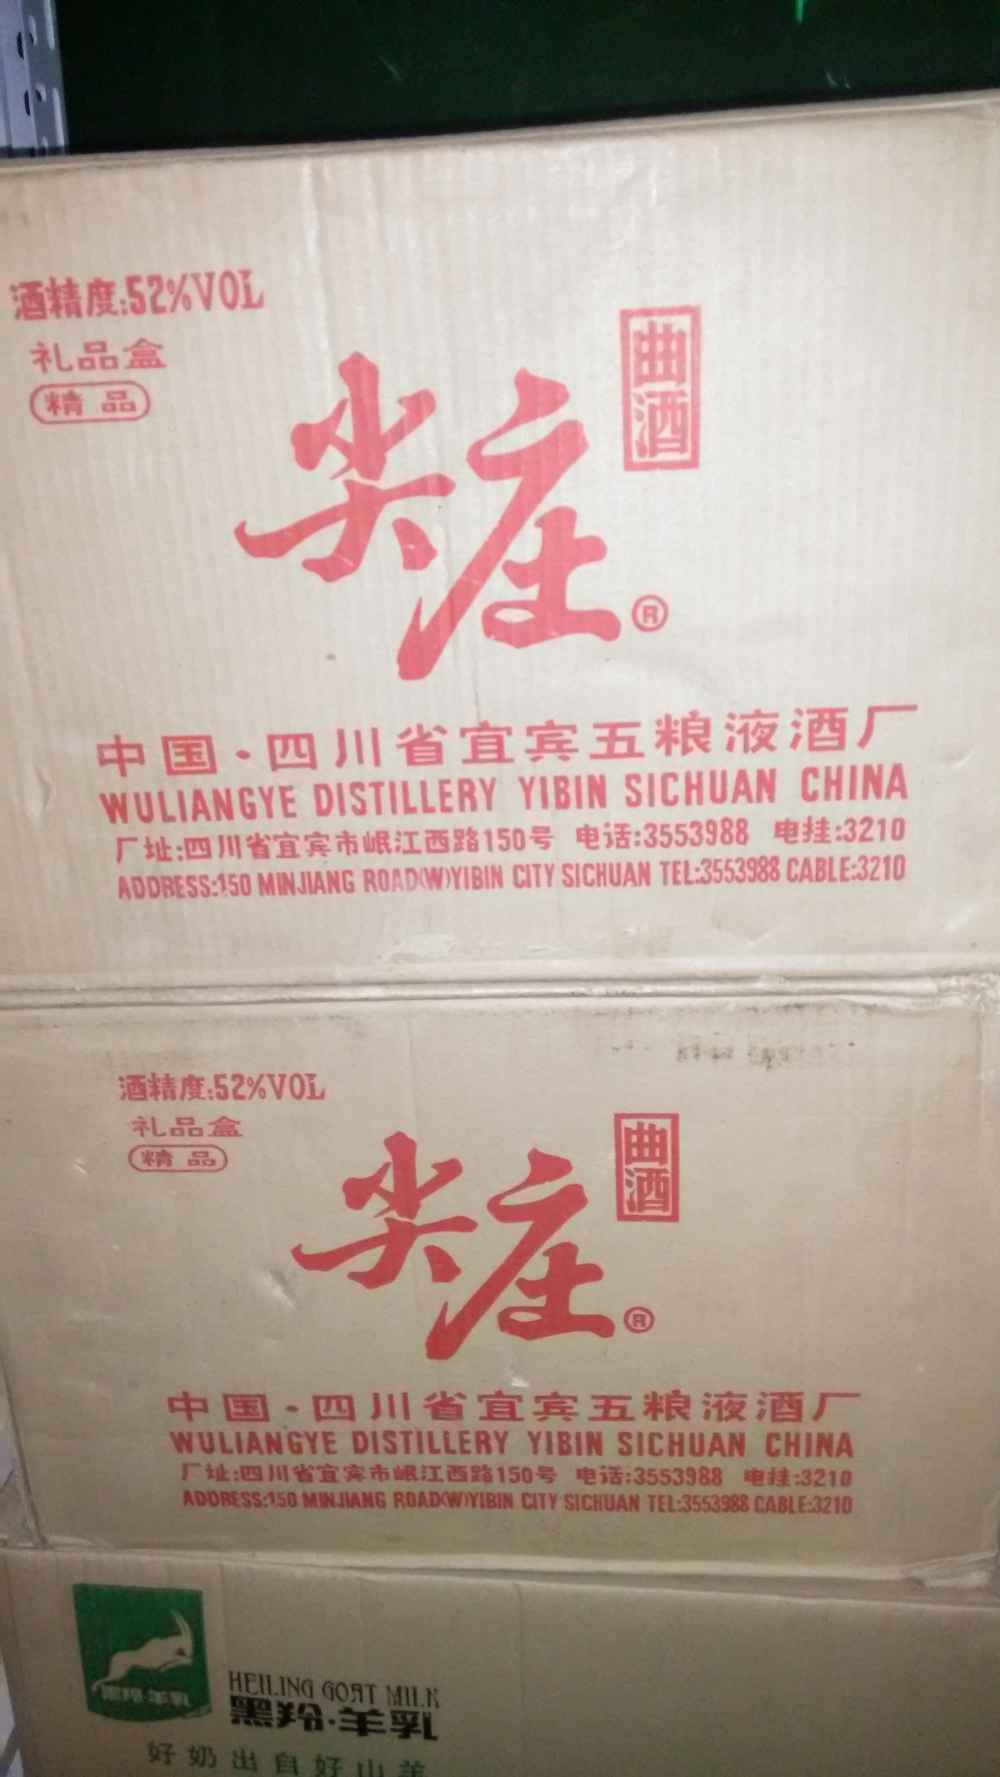 酒精度:52%VOL
礼品盒
精品
尖庄
曲酒
®
中国·四川省宜宾五粮液酒厂
WULIANGYE DISTILLERY YIBIN SICHUAN CHINA
厂址:四川省宜宾市岷江西路150号 电话:3553988 电挂:3210
ADDRESS:150 MINJIANG ROAD(W)YIBIN CITY SICHUAN TEL:3553988 CABLE:3210
酒精度:52%VOL
礼品盒
精品
尖庄
曲酒
®
中国·四川省宜宾五粮液酒厂
WULIANGYE DISTILLERY YIBIN SICHUAN CHINA
厂址:四川省宜宾市岷江西路150号 电话:3553988 电挂:3210
ADDRESS:150 MINJIANG ROAD(W)YIBIN CITY SICHUAN TEL:3553988 CABLE:3210
黑羚·羊乳
HEILING GOAT MILK
黑羚·羊乳
好奶出自好山羊